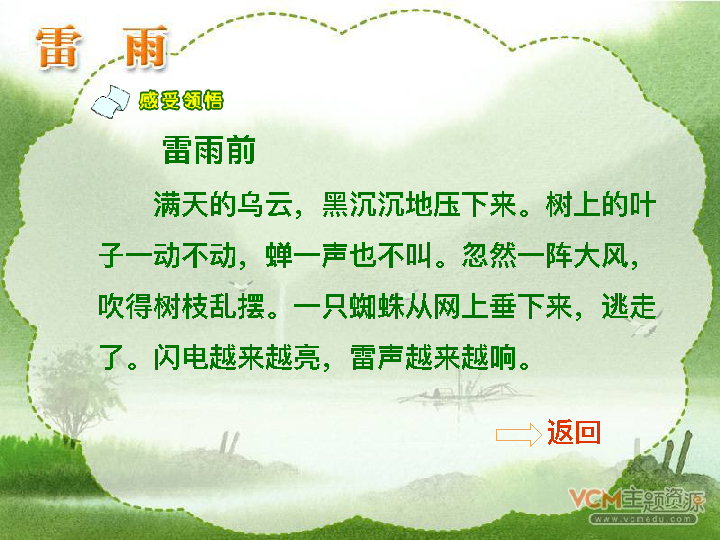 雷 雨
感受领悟
雷雨前
满天的乌云，黑沉沉地压下来。树上的叶
子一动不动，蝉一声也不叫。忽然一阵大风，
吹得树枝乱摆。一只蜘蛛从网上垂下来，逃走
了。闪电越来越亮，雷声越来越响。
返回
VCM主题资源
www.vcmedu.com